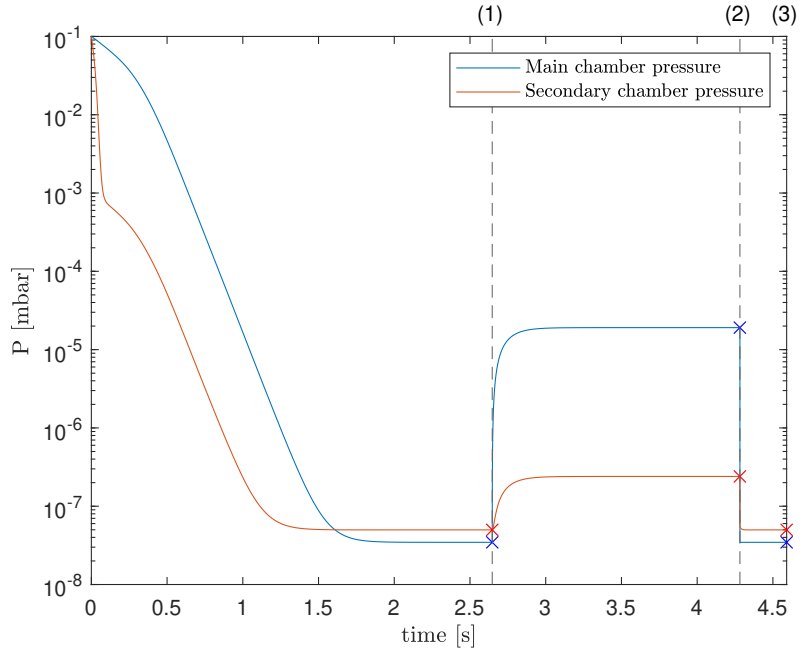 (1) (2) (3)
10^-1
10^-2
10^-3
10^-4
10^-5
10^-6
10^-7
10^-8
P [mbar]
Main chamber pressure
Secondary chamber pressure
0 0.5 1 1.5 2 2.5 3 3.5 4 4.5
time [s]